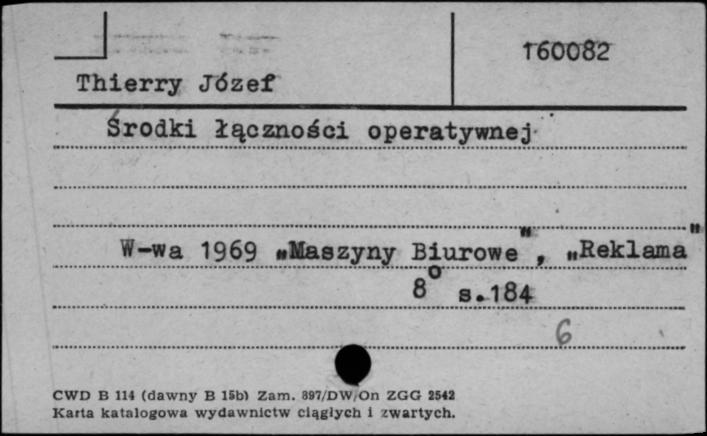 160082
Thierry Józef
Środki łączności operatywnej
W-wa 1969 „Maszyny Biurowe", „Reklama"
8° s.184
6
CWD B 114 (dawny B 15b) Zam. 897/DW/On ZGG 2542
Karta katalogowa wydawnictw ciągłych i zwartych.